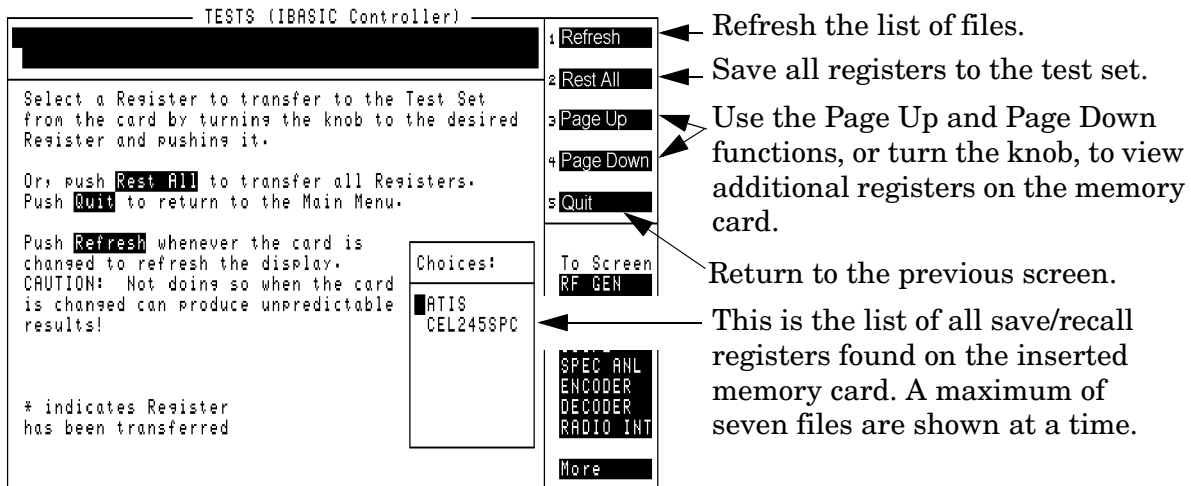 TESTS (IBASIC Controller)
Select a Register to transfer to the Test Set
from the card by turning the knob to the desired
Register and pushing it.
Or, push Rest All to transfer all Registers.
Push Quit to return to the Main Menu.
Push Refresh whenever the card is
changed to refresh the display.
CAUTION: Not doing so when the card
is changed can produce unpredictable
results!
* indicates Register
has been transferred
Choices:
ATIS
CEL245SPC
1 Refresh
2 Rest All
3 Page Up
4 Page Down
5 Quit
To Screen
RF GEN
SPEC ANL
ENCODER
DECODER
RADIO INT
More
Refresh the list of files.
Save all registers to the test set.
Use the Page Up and Page Down
functions, or turn the knob, to view
additional registers on the memory
card.
Return to the previous screen.
This is the list of all save/recall
registers found on the inserted
memory card. A maximum of
seven files are shown at a time.